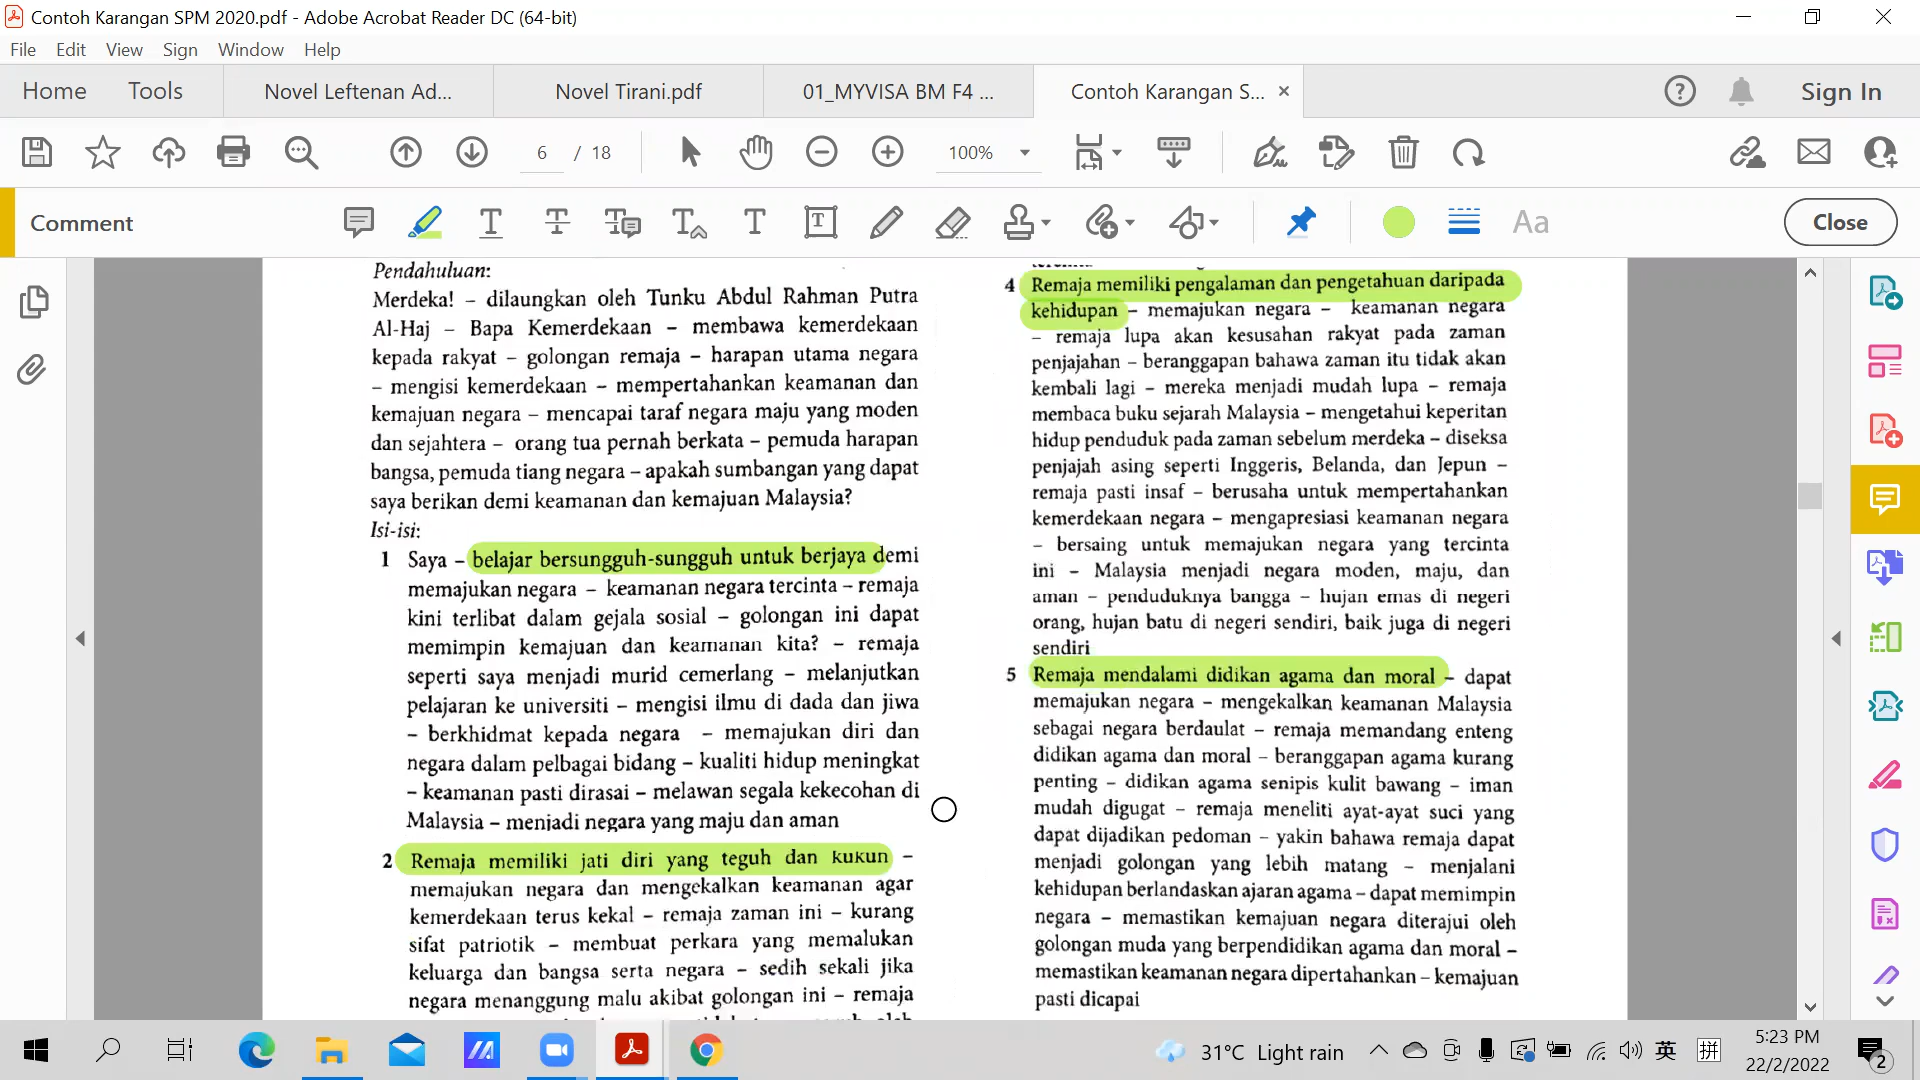 Contoh Karangan SPM 2020.pdf - Adobe Acrobat Reader DC (64-bit)
File Edit View Sign Window Help
Home Tools Novel Leftenan Ad... Novel Tirani.pdf 01_MYVISA BM F4 ... Contoh Karangan S... × Sign In
6 / 18 100%
Comment Aa Close
Pendahuluan:
Merdeka! – dilaungkan oleh Tunku Abdul Rahman Putra
Al-Haj – Bapa Kemerdekaan – membawa kemerdekaan
kepada rakyat – golongan remaja – harapan utama negara
– mengisi kemerdekaan – mempertahankan keamanan dan
kemajuan negara – mencapai taraf negara maju yang moden
dan sejahtera – orang tua pernah berkata – pemuda harapan
bangsa, pemuda tiang negara – apakah sumbangan yang dapat
saya berikan demi keamanan dan kemajuan Malaysia?
Isi-isi:
1 Saya – belajar bersungguh-sungguh untuk berjaya demi
memajukan negara – keamanan negara tercinta – remaja
kini terlibat dalam gejala sosial – golongan ini dapat
memimpin kemajuan dan keamanan kita? – remaja
seperti saya menjadi murid cemerlang – melanjutkan
pelajaran ke universiti – mengisi ilmu di dada dan jiwa
– berkhidmat kepada negara – memajukan diri dan
negara dalam pelbagai bidang – kualiti hidup meningkat
– keamanan pasti dirasai – melawan segala kekecohan di
Malaysia – menjadi negara yang maju dan aman
2 Remaja memiliki jati diri yang teguh dan kukun –
memajukan negara dan mengekalkan keamanan agar
kemerdekaan terus kekal – remaja zaman ini – kurang
sifat patriotik – membuat perkara yang memalukan
keluarga dan bangsa serta negara – sedih sekali jika
negara menanggung malu akibat golongan ini – remaja
4 Remaja memiliki pengalaman dan pengetahuan daripada
kehidupan – memajukan negara – keamanan negara
– remaja lupa akan kesusahan rakyat pada zaman
penjajahan – beranggapan bahawa zaman itu tidak akan
kembali lagi – mereka menjadi mudah lupa – remaja
membaca buku sejarah Malaysia – mengetahui keperitan
hidup penduduk pada zaman sebelum merdeka – diseksa
penjajah asing seperti Inggeris, Belanda, dan Jepun –
remaja pasti insaf – berusaha untuk mempertahankan
kemerdekaan negara – mengapresiasi keamanan negara
– bersaing untuk memajukan negara yang tercinta
ini – Malaysia menjadi negara moden, maju, dan
aman – penduduknya bangga – hujan emas di negeri
orang, hujan batu di negeri sendiri, baik juga di negeri
sendiri
5 Remaja mendalami didikan agama dan moral – dapat
memajukan negara – mengekalkan keamanan Malaysia
sebagai negara berdaulat – remaja memandang enteng
didikan agama dan moral – beranggapan agama kurang
penting – didikan agama senipis kulit bawang – iman
mudah digugat – remaja meneliti ayat-ayat suci yang
dapat dijadikan pedoman – yakin bahawa remaja dapat
menjadi golongan yang lebih matang – menjalani
kehidupan berlandaskan ajaran agama – dapat memimpin
negara – memastikan kemajuan negara diterajui oleh
golongan muda yang berpendidikan agama dan moral –
memastikan keamanan negara dipertahankan – kemajuan
pasti dicapai
31°C Light rain 英 拼 5:23 PM
22/2/2022 2